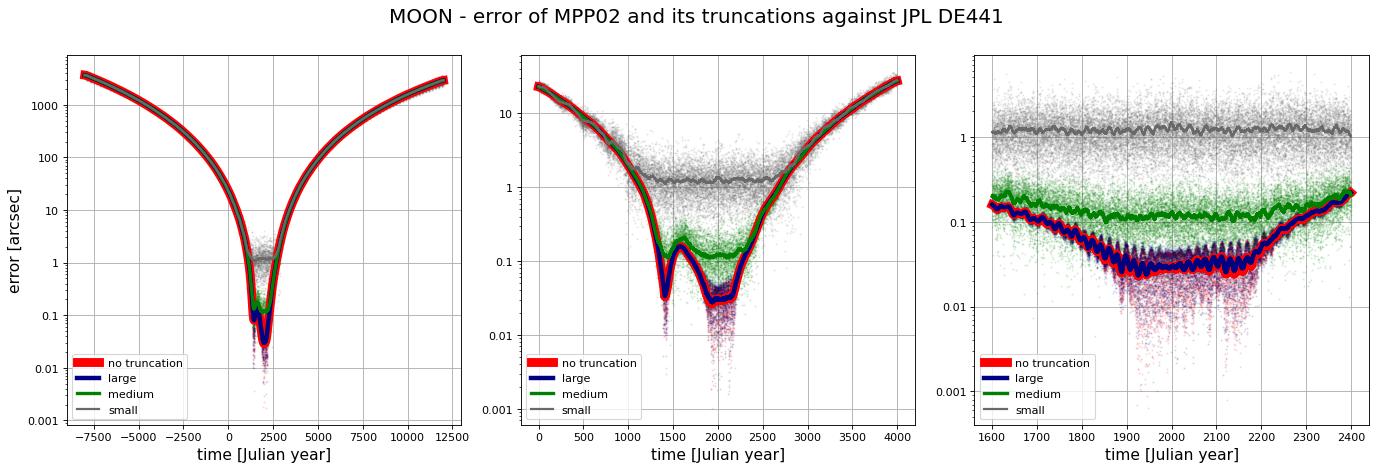 MOON - error of MPP02 and its truncations against JPL DE441
error [arcsec]
1000
100
10
1
0.1
0.01
0.001
no truncation
large
medium
small
−7500 −5000 −2500 0 2500 5000 7500 10000 12500
time [Julian year]
10
1
0.1
0.01
0.001
no truncation
large
medium
small
0 500 1000 1500 2000 2500 3000 3500 4000
time [Julian year]
1
0.1
0.01
0.001
no truncation
large
medium
small
1600 1700 1800 1900 2000 2100 2200 2300 2400
time [Julian year]